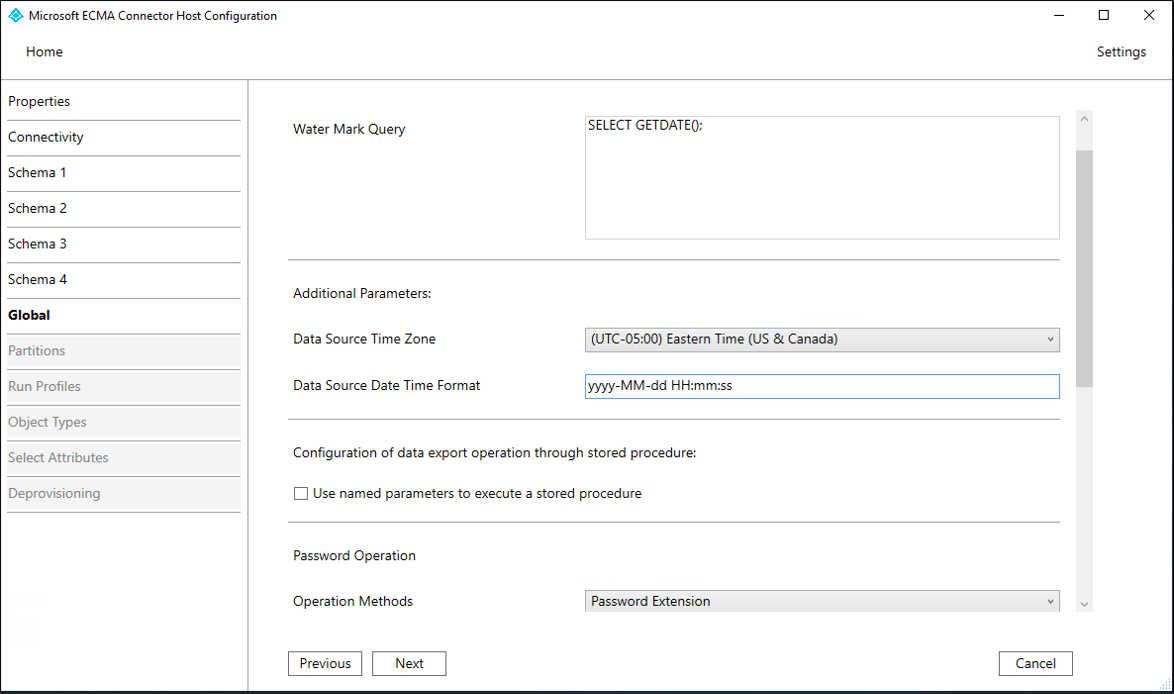 Microsoft ECMA Connector Host Configuration
Home
Settings
Properties
Connectivity
Schema 1
Schema 2
Schema 3
Schema 4
Global
Partitions
Run Profiles
Object Types
Select Attributes
Deprovisioning
Water Mark Query
SELECT GETDATE();
Additional Parameters:
Data Source Time Zone
(UTC-05:00) Eastern Time (US & Canada)
Data Source Date Time Format
yyyy-MM-dd HH:mm:ss
Configuration of data export operation through stored procedure:
Use named parameters to execute a stored procedure
Password Operation
Operation Methods
Password Extension
Previous
Next
Cancel